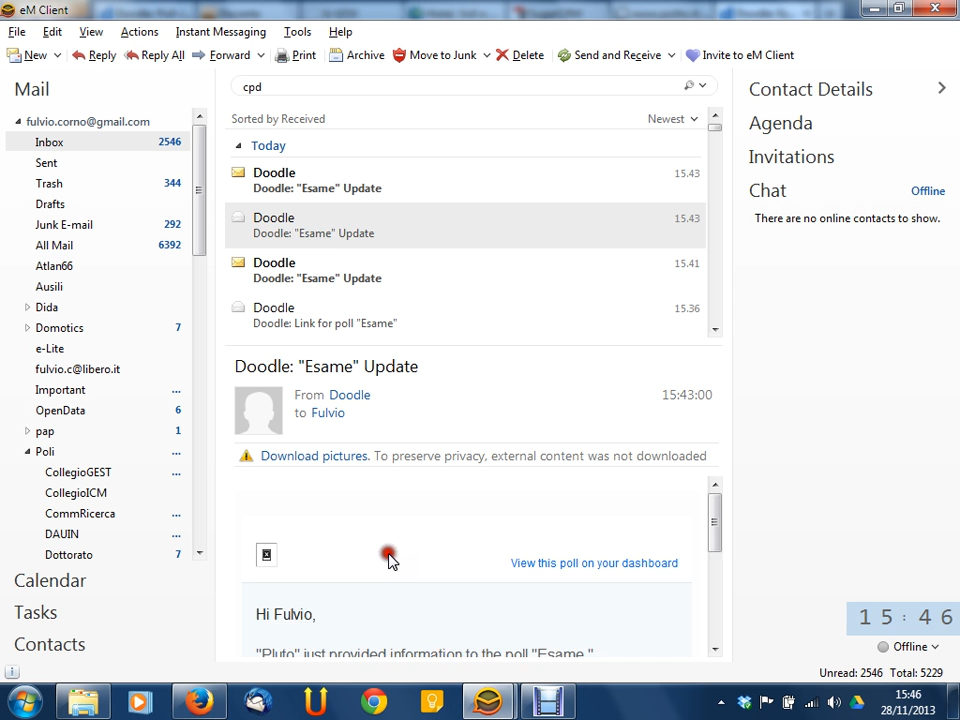 eM Client
File Edit View Actions Instant Messaging Tools Help
New Reply Reply All Forward Print Archive Move to Junk Delete Send and Receive Invite to eM Client
Mail
fulvio.corno@gmail.com
Inbox 2546
Sent
Trash 344
Drafts
Junk E-mail 292
All Mail 6392
Atlan66
Ausili
Dida
Domotics 7
e-Lite
fulvio.c@libero.it
Important ...
OpenData 6
pap 1
Poli ...
CollegioGEST ...
CollegioICM
CommRicerca ...
DAUIN ...
Dottorato 7
Calendar
Tasks
Contacts
cpd
Sorted by Received Newest
Today
Doodle 15.43
Doodle: "Esame" Update
Doodle 15.43
Doodle: "Esame" Update
Doodle 15.41
Doodle: "Esame" Update
Doodle 15.36
Doodle: Link for poll "Esame"
Doodle: "Esame" Update
From Doodle 15:43:00
to Fulvio
Download pictures. To preserve privacy, external content was not downloaded
View this poll on your dashboard
Hi Fulvio,
"Pluto" just provided information to the poll "Esame."
Contact Details
Agenda
Invitations
Chat Offline
There are no online contacts to show.
15:46
Offline
Unread: 2546 Total: 5229
15:46
28/11/2013